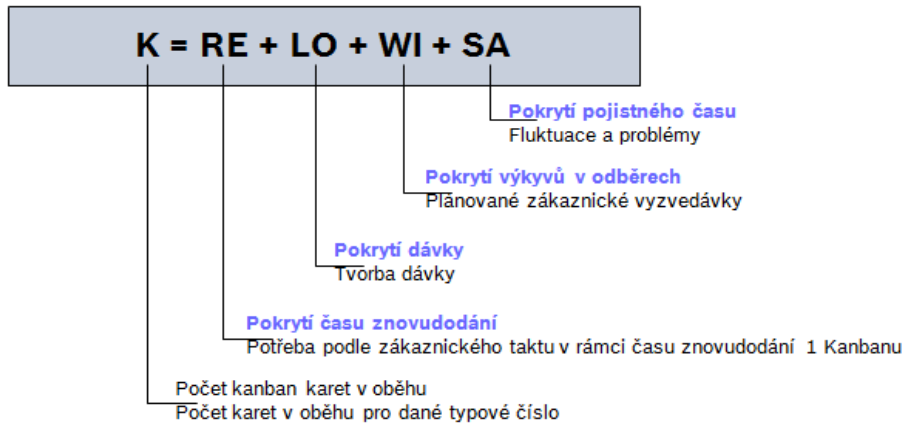 K = RE + LO + WI + SA
Pokrytí pojistného času
Fluktuace a problémy
Pokrytí výkyvů v odběrech
Plánované zákaznické vyzvedávky
Pokrytí dávky
Tvorba dávky
Pokrytí času znovudodání
Potřeba podle zákaznického taktu v rámci času znovudodání 1 Kanbanu
Počet kanban karet v oběhu
Počet karet v oběhu pro dané typové číslo